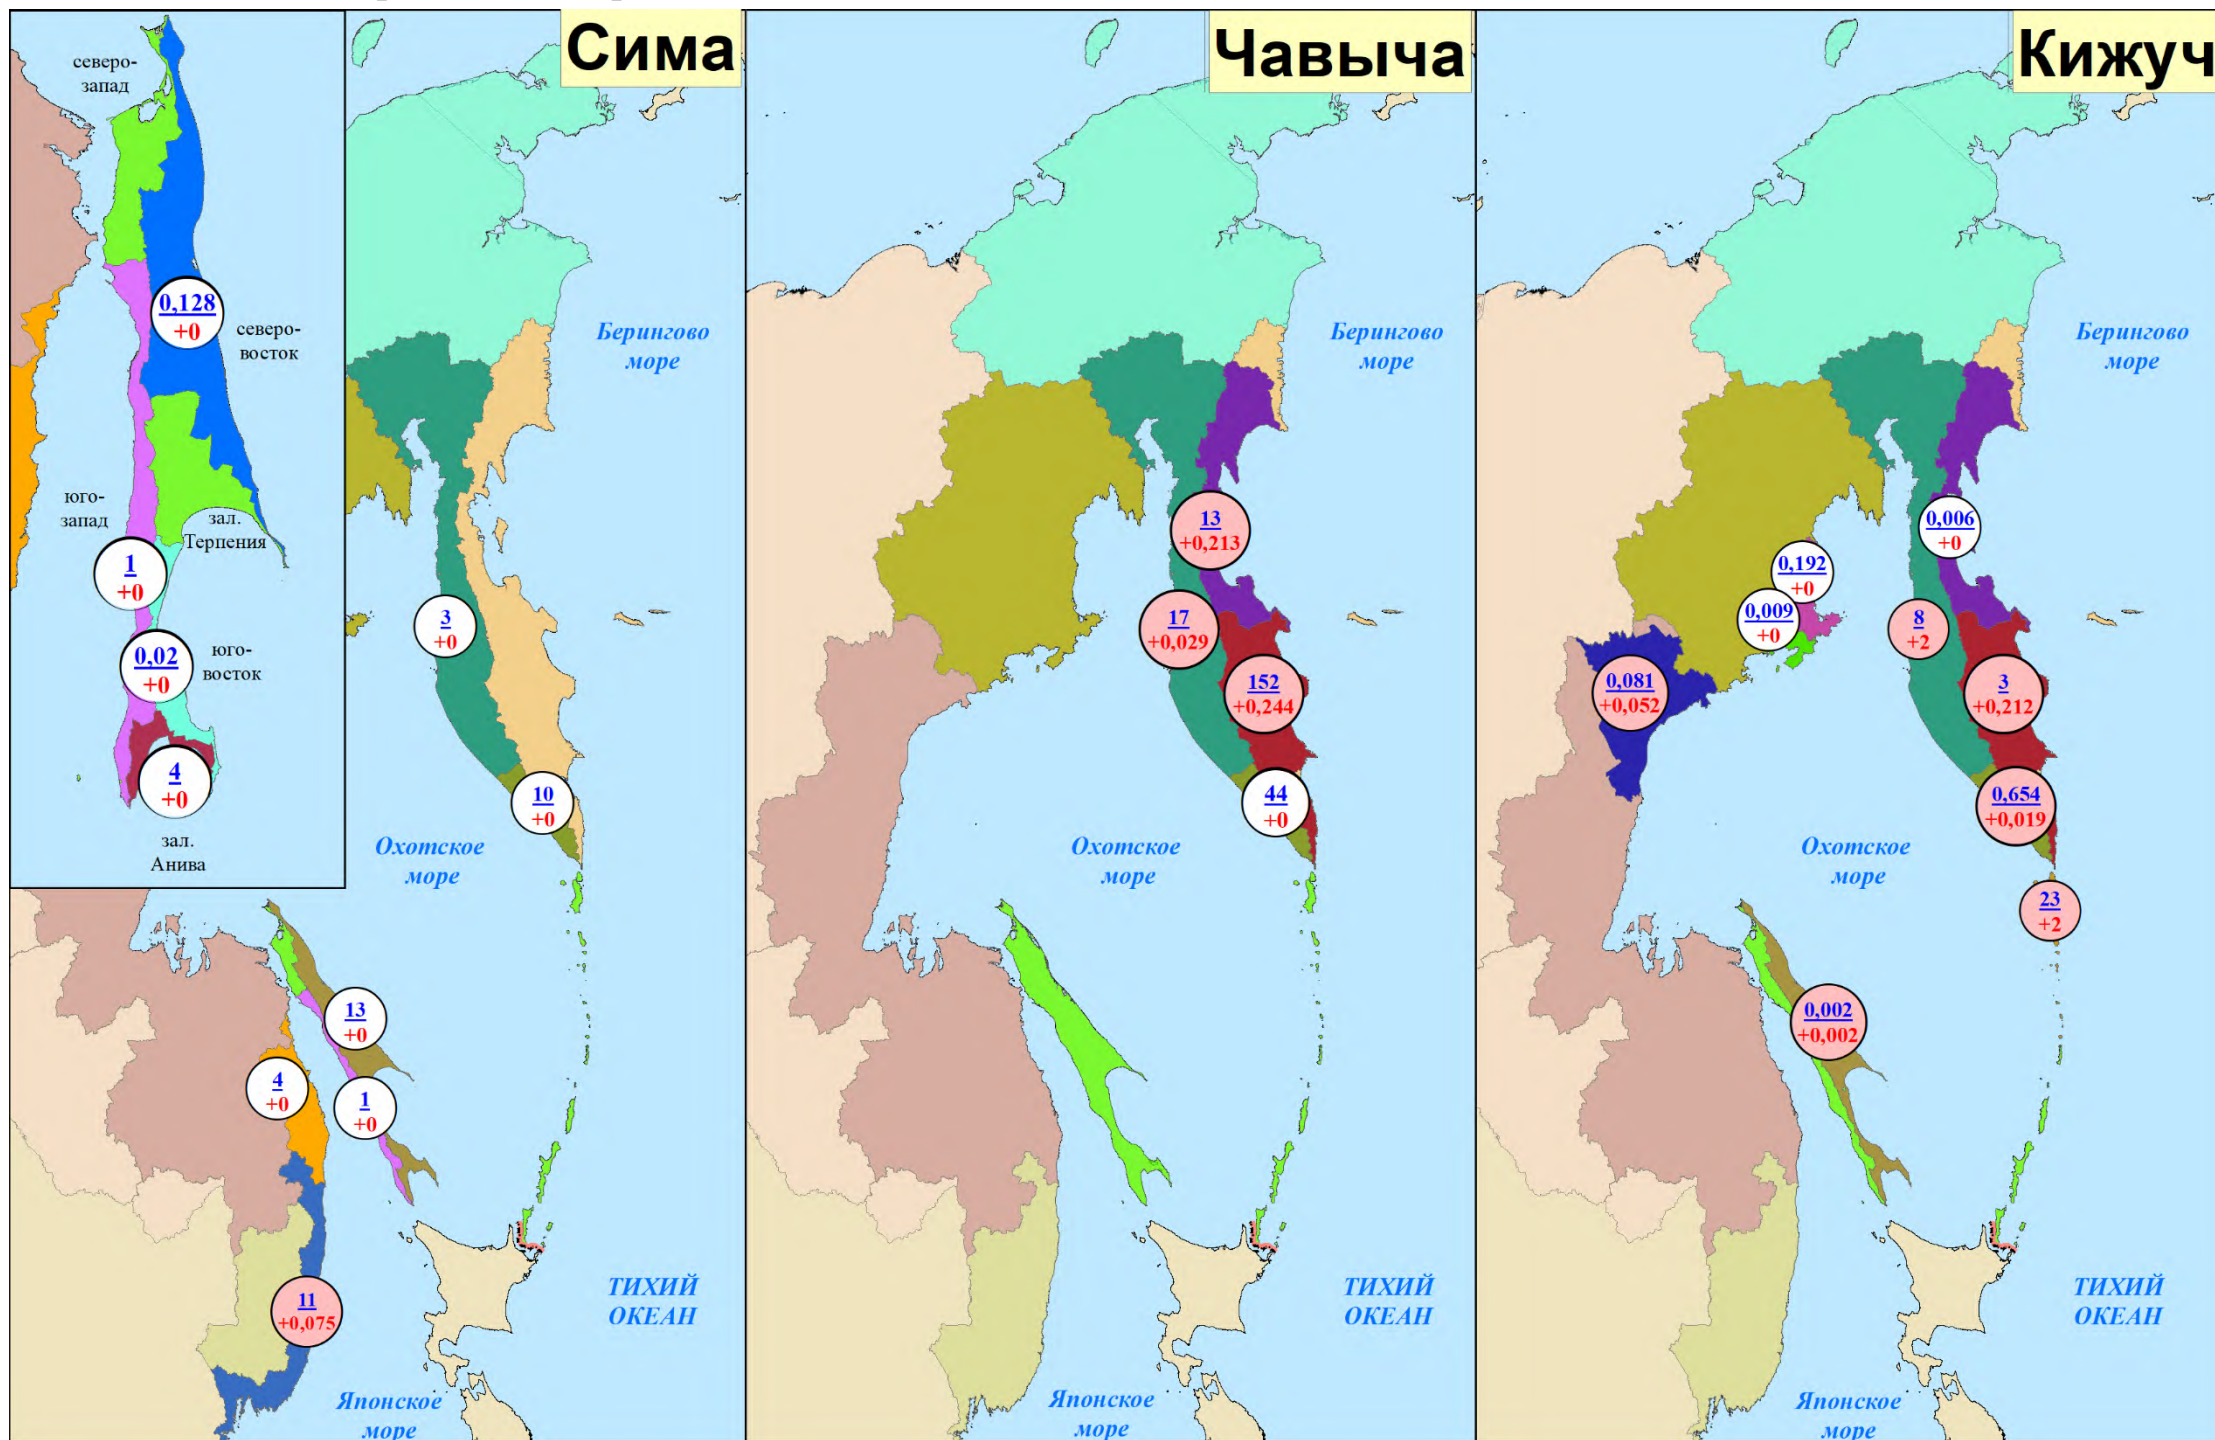 Сима
северо-
запад
0,128
+0
северо-
восток
юго-
запад
зал.
Терпения
1
+0
0,02
+0
юго-
восток
4
+0
зал.
Анива
Берингово
море
3
+0
10
+0
Охотское
море
13
+0
4
+0
1
+0
11
+0,075
ТИХИЙ
ОКЕАН
Японское
море
Чавыча
Берингово
море
13
+0,213
17
+0,029
152
+0,244
44
+0
Охотское
море
ТИХИЙ
ОКЕАН
Японское
море
Кижуч
Берингово
море
0,006
+0
0,192
+0
0,009
+0
8
+2
0,081
+0,052
3
+0,212
0,654
+0,019
Охотское
море
23
+2
0,002
+0,002
ТИХИЙ
ОКЕАН
Японское
море